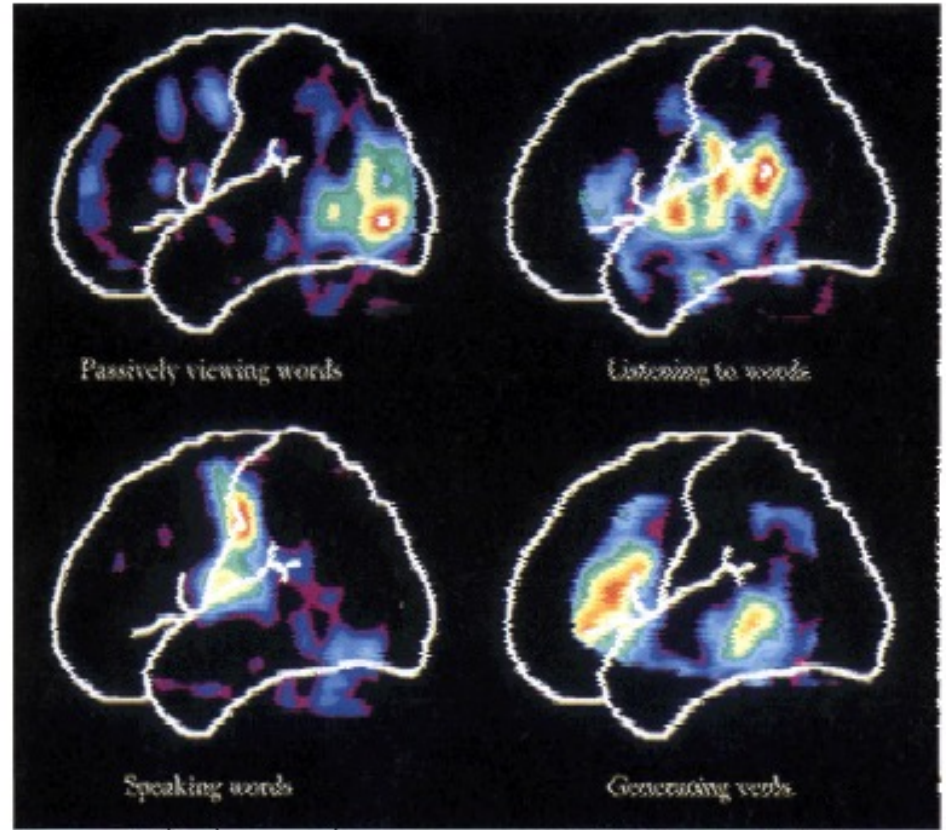 Passively viewing words
Listening to words
Speaking words
Generating verbs